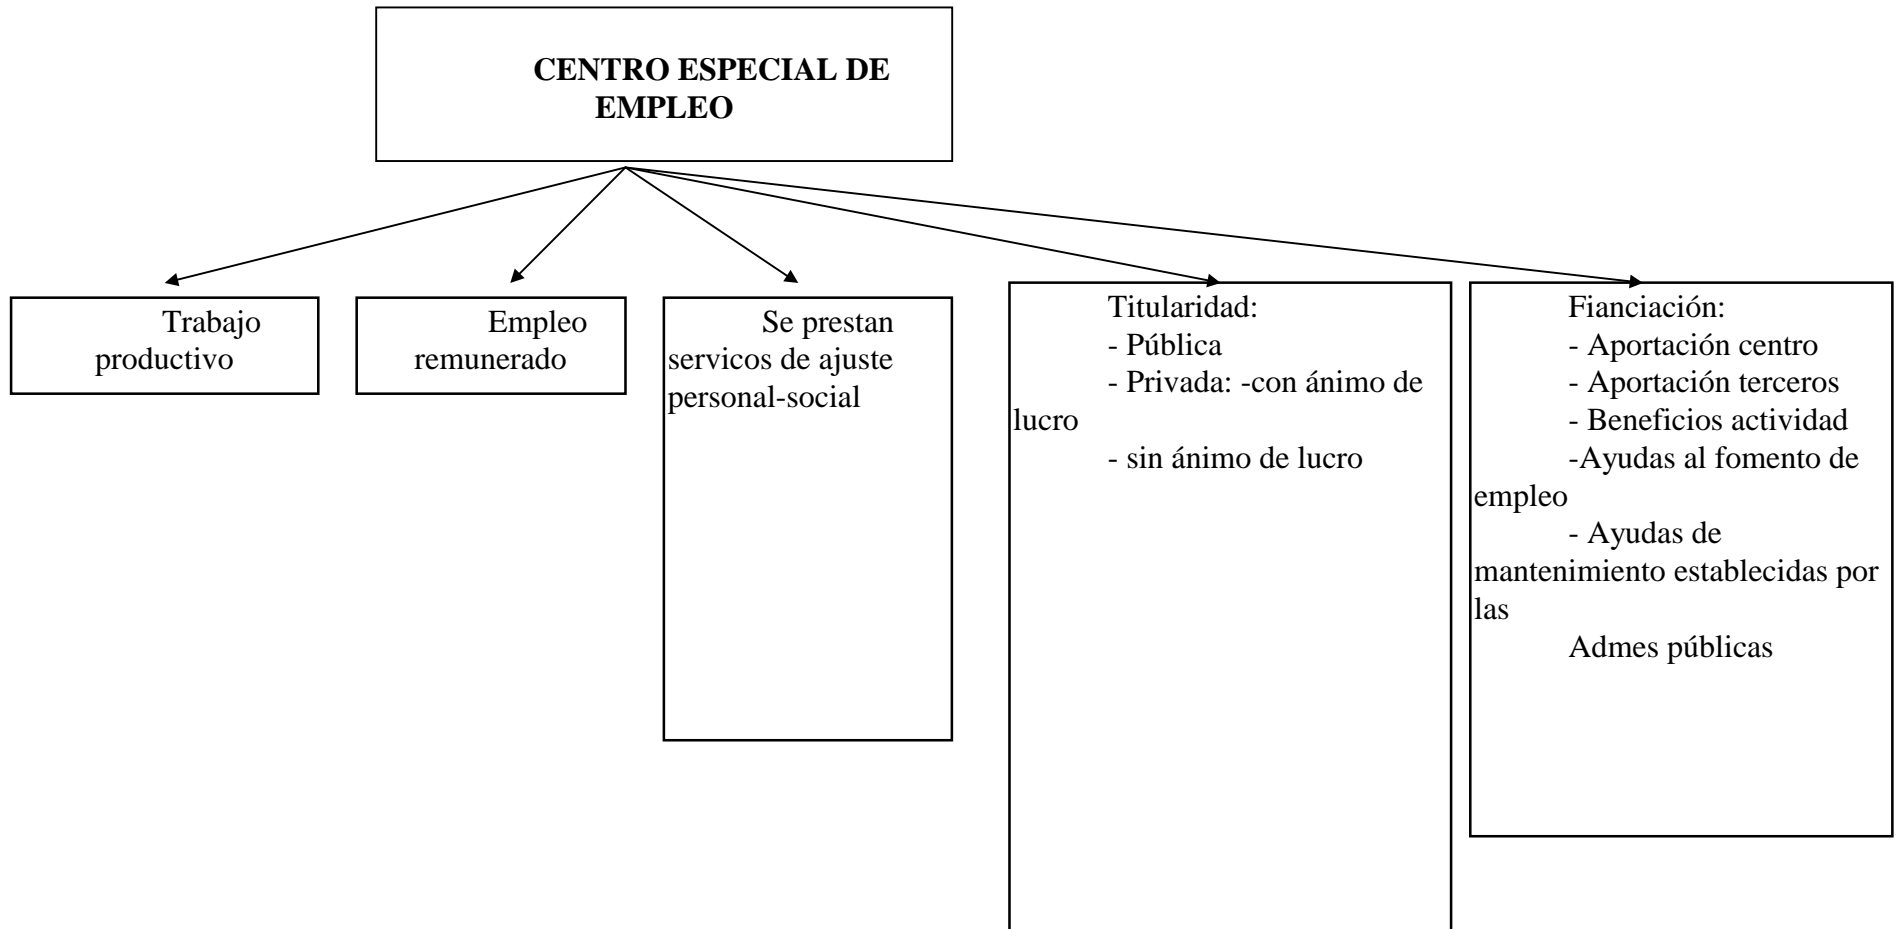 CENTRO ESPECIAL DE
EMPLEO
Trabajo
productivo
Empleo
remunerado
Se prestan
servicos de ajuste
personal-social
Titularidad:
- Pública
- Privada: -con ánimo de
lucro
- sin ánimo de lucro
Fianciación:
- Aportación centro
- Aportación terceros
- Beneficios actividad
-Ayudas al fomento de
empleo
- Ayudas de
mantenimiento establecidas por
las
Admes públicas